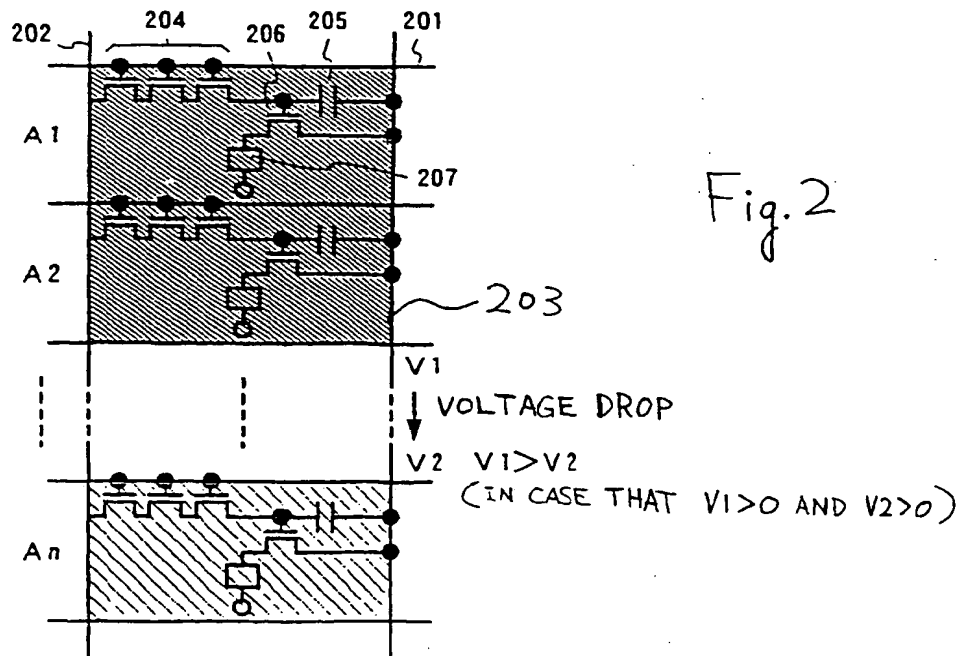 202 204 205 201
206
A1
207
Fig. 2
A2
203
V1
VOLTAGE DROP
V2 V1>V2
(IN CASE THAT V1>0 AND V2>0)
An